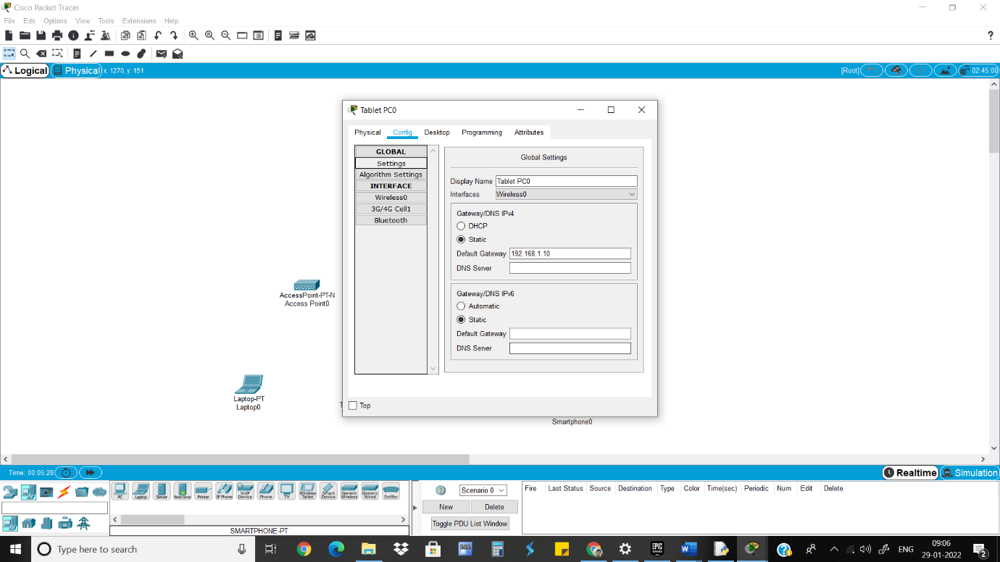 Cisco Packet Tracer
File Edit Options View Tools Extensions Help
?
Logical Physical x: 1270, y: 151 [Root] 02:45:00
Tablet PC0
Physical Config Desktop Programming Attributes
GLOBAL
Settings
Algorithm Settings
INTERFACE
Wireless0
3G/4G Cell1
Bluetooth
Global Settings
Display Name Tablet PC0
Interfaces Wireless0
Gateway/DNS IPv4
DHCP
Static
Default Gateway 192.168.1.10
DNS Server
Gateway/DNS IPv6
Automatic
Static
Default Gateway
DNS Server
Top
AccessPoint-PT-N
Access Point0
Laptop-PT
Laptop0
Smartphone0
Time: 00:05:28 Realtime Simulation
PC Laptop Server Printer IP Phone VoIP Device Phone TV Wireless Tablet Smart Device Generic Wireless Generic Wired Sniffer
SMARTPHONE-PT
Scenario 0
New Delete
Toggle PDU List Window
Fire Last Status Source Destination Type Color Time(sec) Periodic Num Edit Delete
Type here to search
sas
EPIC GAMES
ENG
09:06
29-01-2022
2